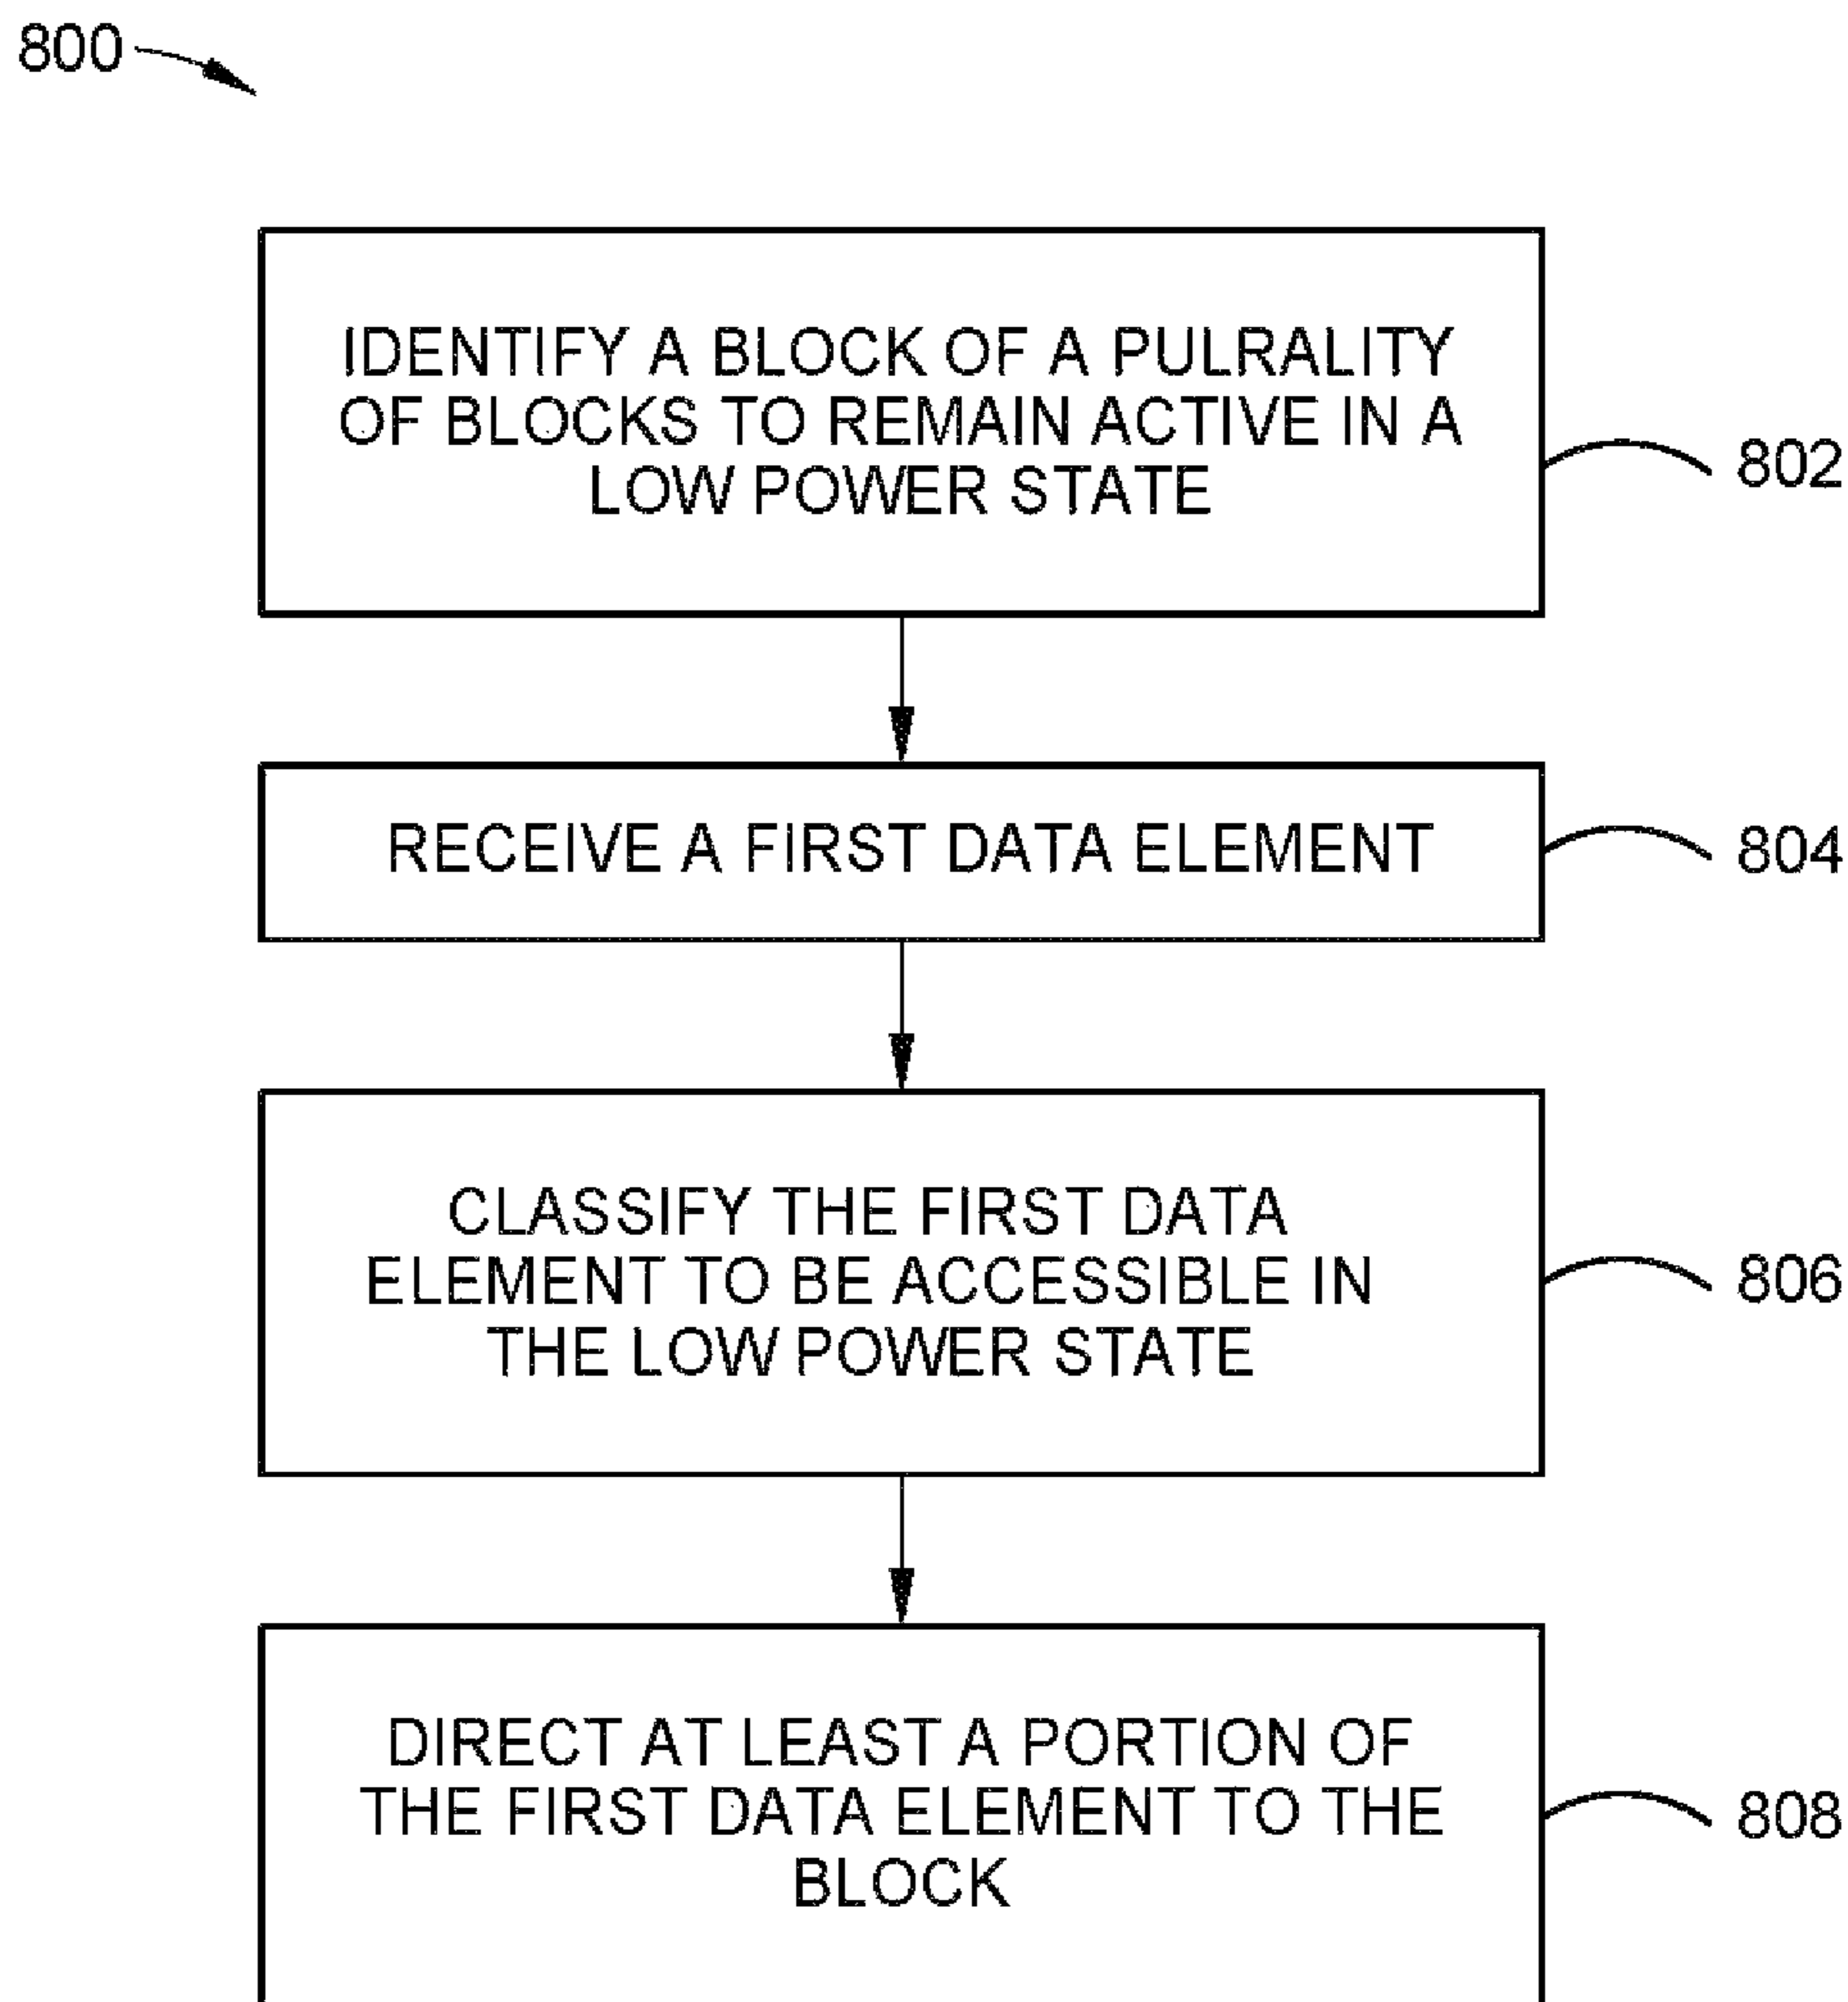 800
IDENTIFY A BLOCK OF A PULRALITY
OF BLOCKS TO REMAIN ACTIVE IN A
LOW POWER STATE
802
RECEIVE A FIRST DATA ELEMENT
804
CLASSIFY THE FIRST DATA
ELEMENT TO BE ACCESSIBLE IN
THE LOW POWER STATE
806
DIRECT AT LEAST A PORTION OF
THE FIRST DATA ELEMENT TO THE
BLOCK
808